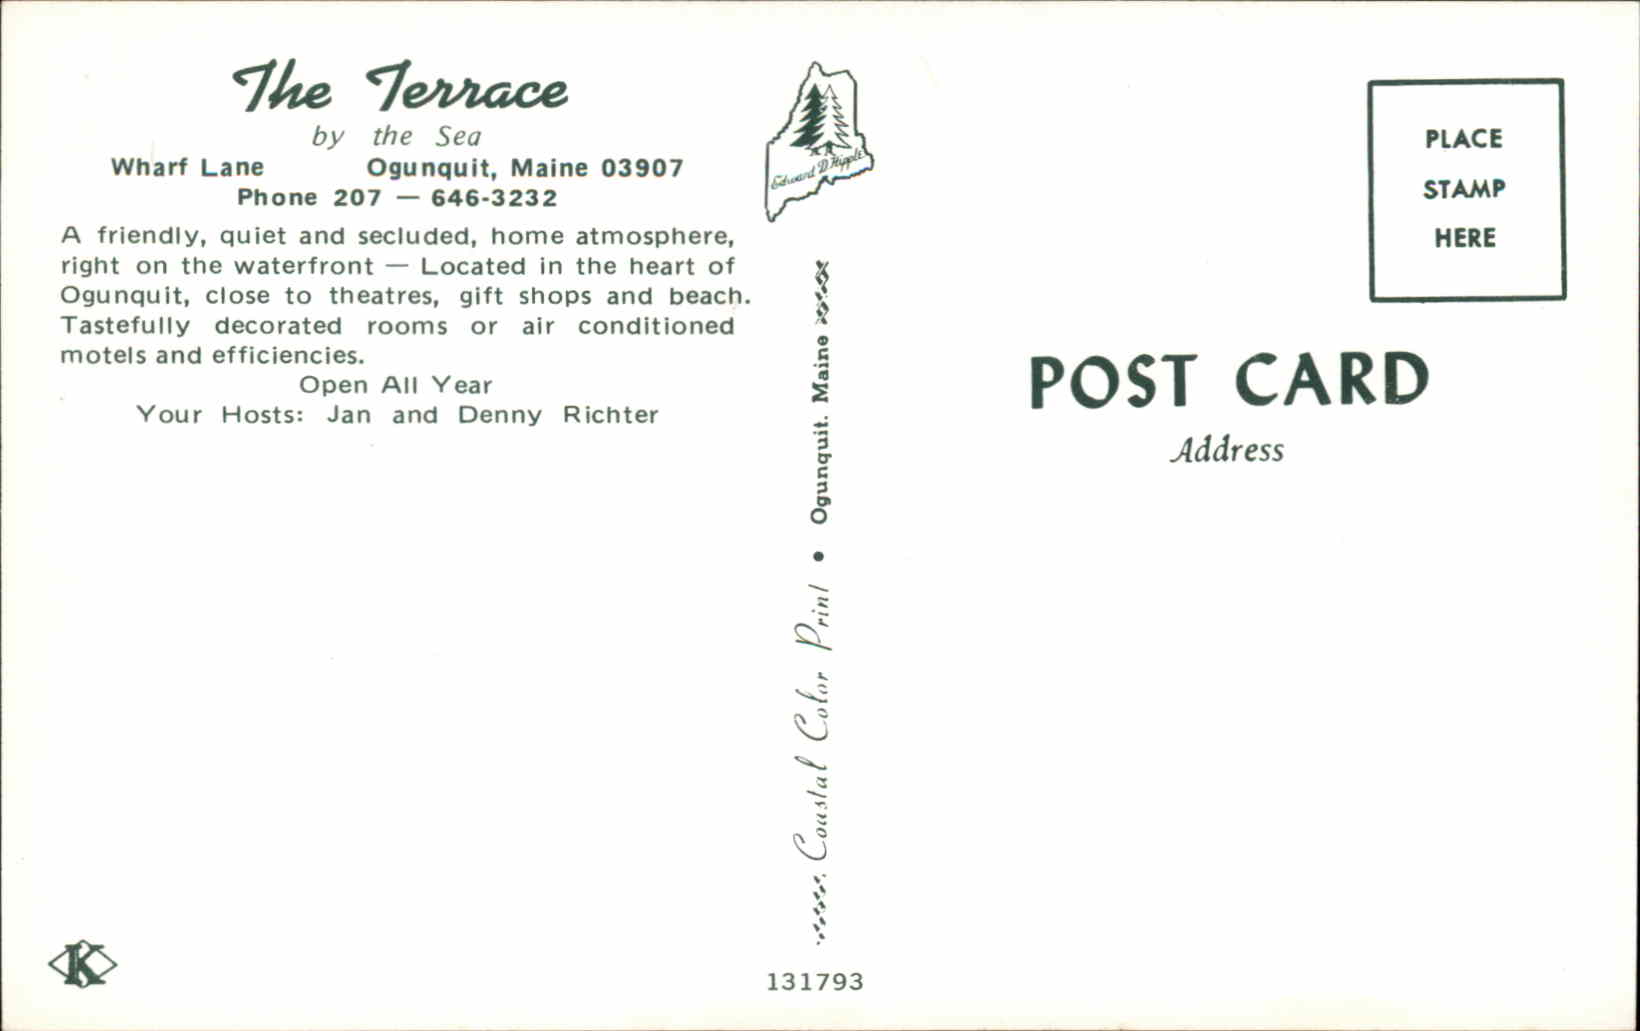 The Terrace
by the Sea
Wharf Lane Ogunquit, Maine 03907
Phone 207 — 646-3232
A friendly, quiet and secluded, home atmosphere,
right on the waterfront — Located in the heart of
Ogunquit, close to theatres, gift shops and beach.
Tastefully decorated rooms or air conditioned
motels and efficiencies.
Open All Year
Your Hosts: Jan and Denny Richter
K
Edward D. Hipple
Coastal Color Print • Ogunquit. Maine
131793
PLACE
STAMP
HERE
POST CARD
Address